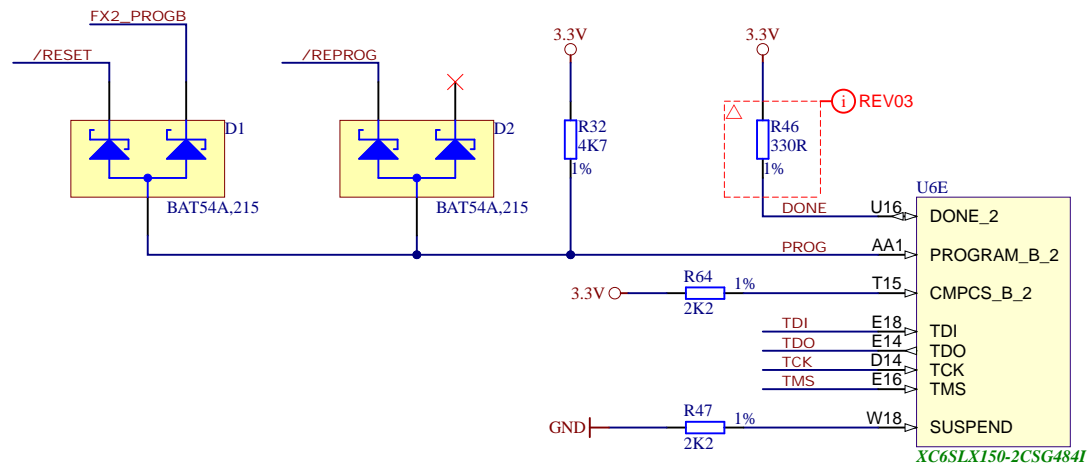 FX2_PROGB
/RESET
/REPROG
3.3V
3.3V
REV03
D1
D2
R32
4K7
1%
R46
330R
1%
BAT54A,215
BAT54A,215
U6E
DONE
U16
DONE_2
PROG
AA1
PROGRAM_B_2
3.3V
R64
1%
2K2
T15
CMPCS_B_2
TDI
E18
TDI
TDO
E14
TDO
TCK
D14
TCK
TMS
E16
TMS
GND
R47
1%
2K2
W18
SUSPEND
XC6SLX150-2CSG484I